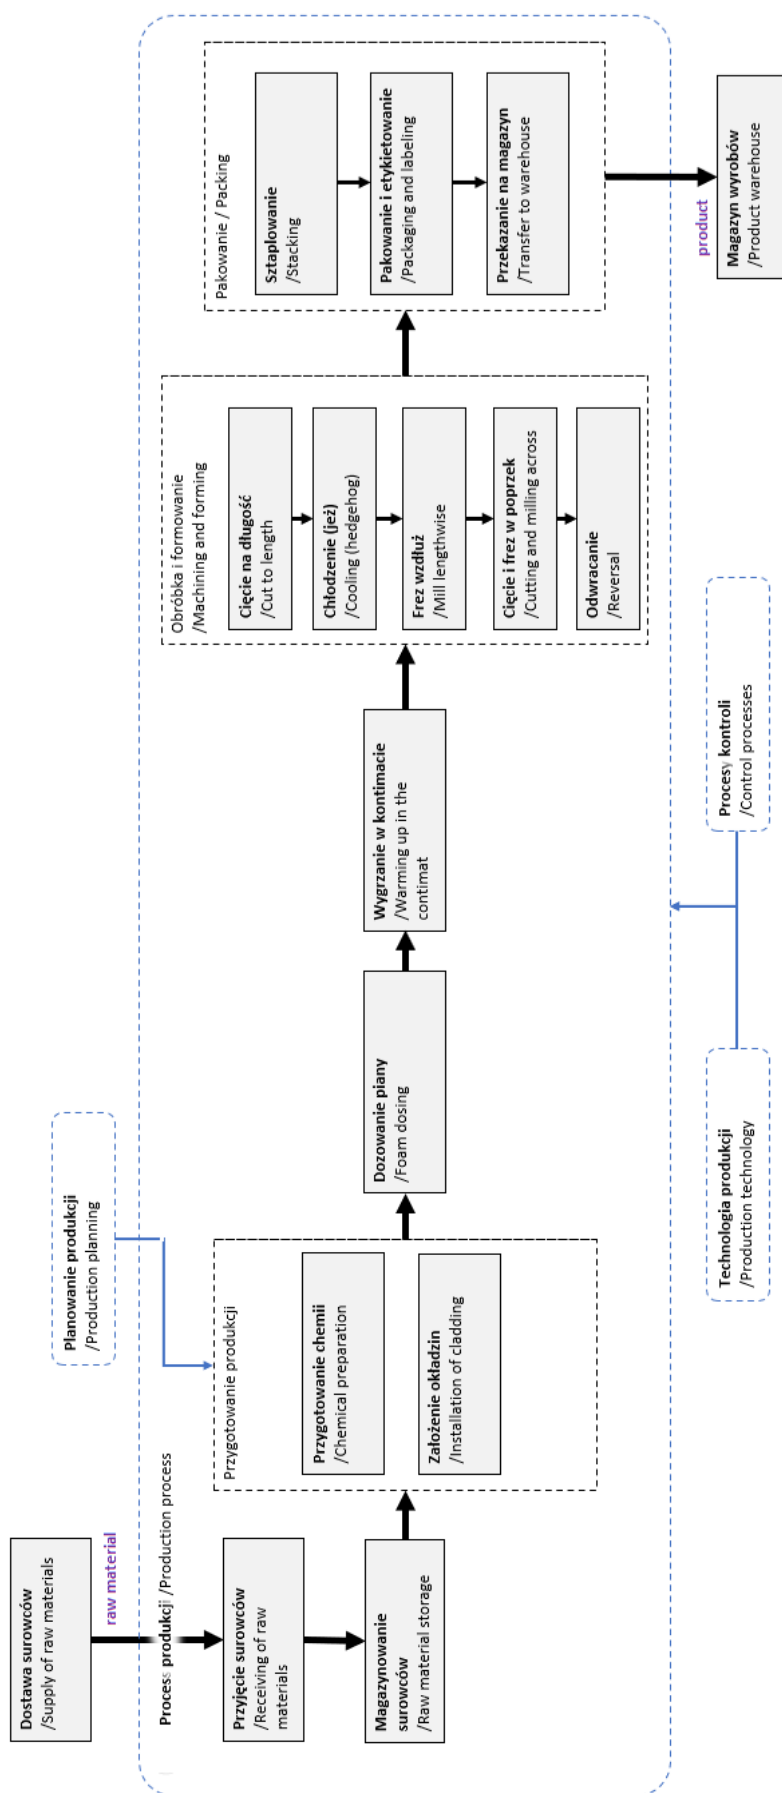 Dostawa surowców
/Supply of raw materials
raw material
Process produkcji /Production process
Przyjęcie surowców
/Receiving of raw
materials
Magazynowanie
surowców
/Raw material storage
Planowanie produkcji
/Production planning
Przygotowanie produkcji
Przygotowanie chemii
/Chemical preparation
Założenie okładzin
/Installation of cladding
Dozowanie piany
/Foam dosing
Wygrzanie w kontimacie
/Warming up in the
contimat
Obróbka i formowanie
/Machining and forming
Cięcie na długość
/Cut to length
Chłodzenie (jeż)
/Cooling (hedgehog)
Frez wzdłuż
/Mill lengthwise
Cięcie i frez w poprzek
/Cutting and milling across
Odwracanie
/Reversal
Pakowanie / Packing
Sztaplowanie
/Stacking
Pakowanie i etykietowanie
/Packaging and labeling
Przekazanie na magazyn
/Transfer to warehouse
product
Magazyn wyrobów
/Product warehouse
Technologia produkcji
/Production technology
Procesy kontroli
/Control processes